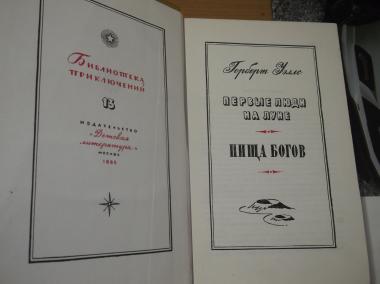 Библиотека
приключений
13
ИЗДАТЕЛЬСТВО
«Детская
литература»
МОСКВА
Герберт Уэллс
ПЕРВЫЕ ЛЮДИ
НА ЛУНЕ
ПИЩА БОГОВ